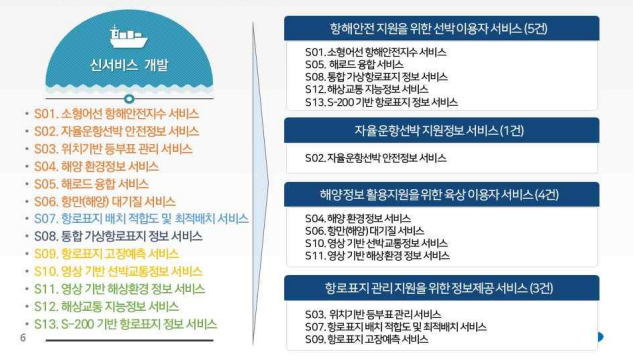 신서비스 개발
• S01. 소형어선 항해안전지수 서비스
• S02. 자율운항선박 안전정보 서비스
• S03. 위치기반 등부표 관리 서비스
• S04. 해양 환경정보 서비스
• S05. 해로드 융합 서비스
• S06. 항만(해양) 대기질 서비스
• S07. 항로표지 배치 적합도 및 최적배치 서비스
• S08. 통합 가상항로표지 정보 서비스
• S09. 항로표지 고장예측 서비스
• S10. 영상 기반 선박교통정보 서비스
• S11. 영상 기반 해상환경 정보 서비스
• S12. 해상교통 지능정보 서비스
• S13. S-200 기반 항로표지 정보 서비스
6
항해안전 지원을 위한 선박 이용자 서비스 (5건)
S01.소형어선 항해안전지수 서비스
S05. 해로드 융합 서비스
S08. 통합 가상항로표지 정보 서비스
S12. 해상교통 지능정보 서비스
S13. S-200 기반 항로표지 정보 서비스
자율운항선박 지원정보 서비스 (1건)
S02.자율운항선박 안전정보 서비스
해양정보 활용지원을 위한 육상 이용자 서비스 (4건)
S04.해양 환경정보 서비스
S06.항만(해양) 대기질 서비스
S10. 영상 기반 선박교통정보 서비스
S11. 영상 기반 해상환경 정보 서비스
항로표지 관리 지원을 위한 정보제공 서비스 (3건)
S03. 위치기반 등부표 관리 서비스
S07.항로표지 배치 적합도 및 최적배치 서비스
S09.항로표지 고장예측 서비스